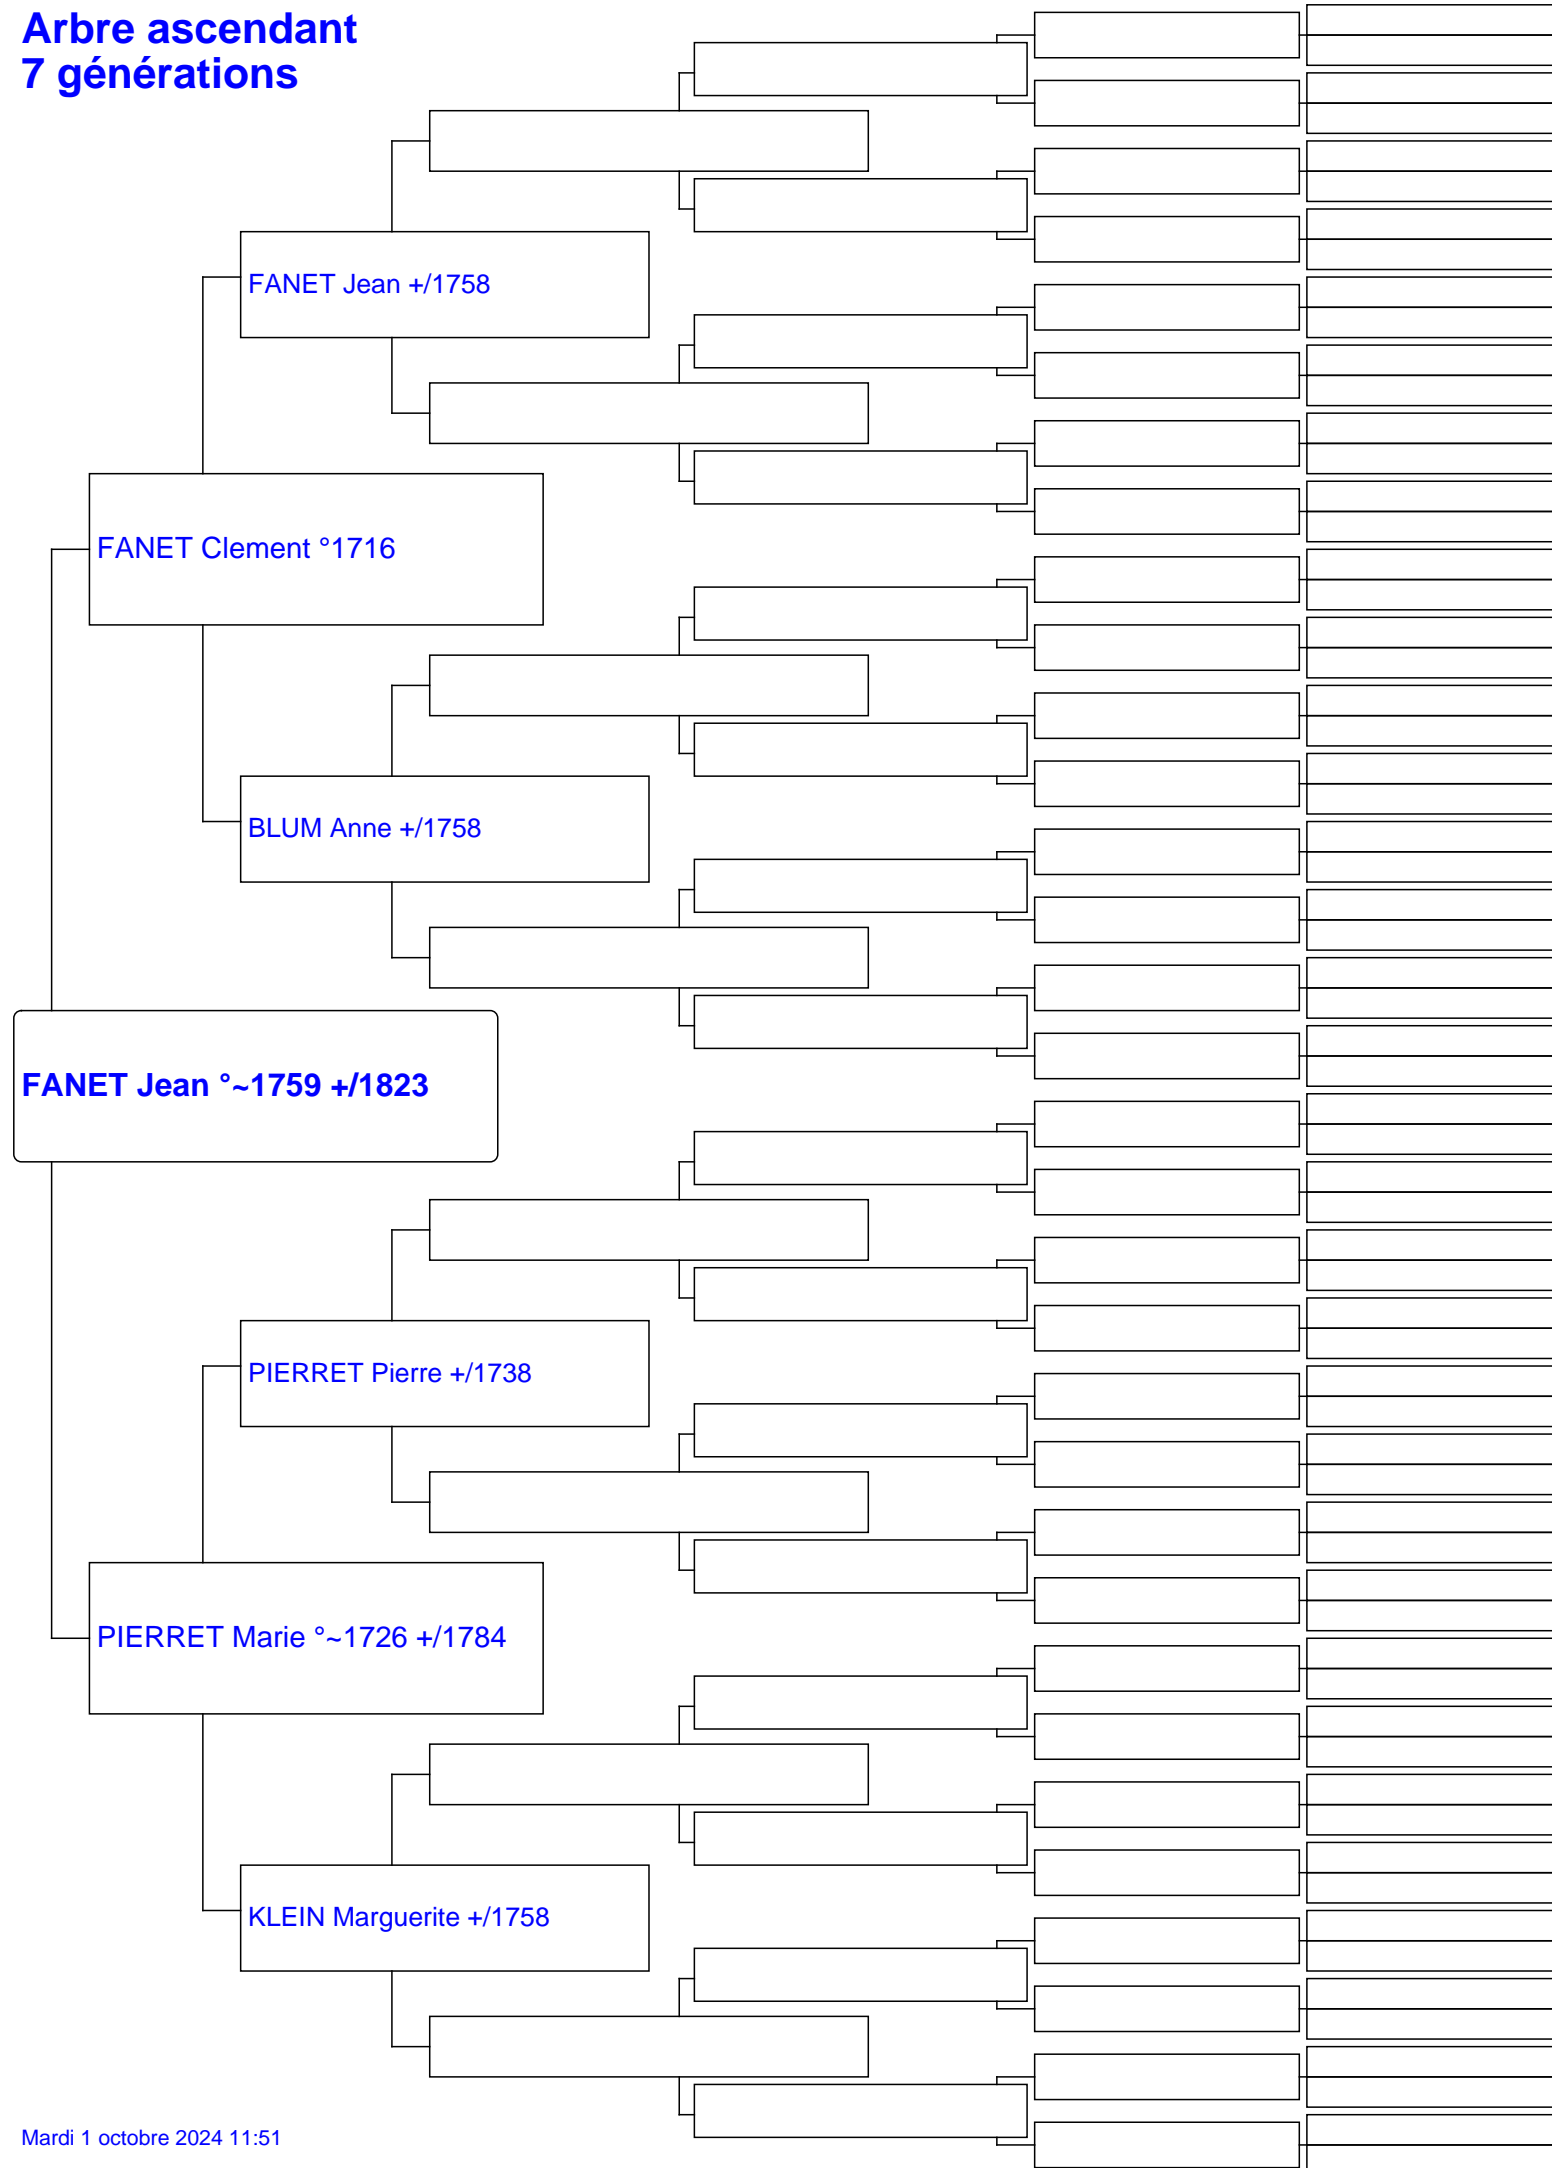 Arbre ascendant
7 générations
FANET Jean +/1758
FANET Clement °1716
BLUM Anne +/1758
FANET Jean °~1759 +/1823
PIERRET Pierre +/1738
PIERRET Marie °~1726 +/1784
KLEIN Marguerite +/1758
Mardi 1 octobre 2024 11:51